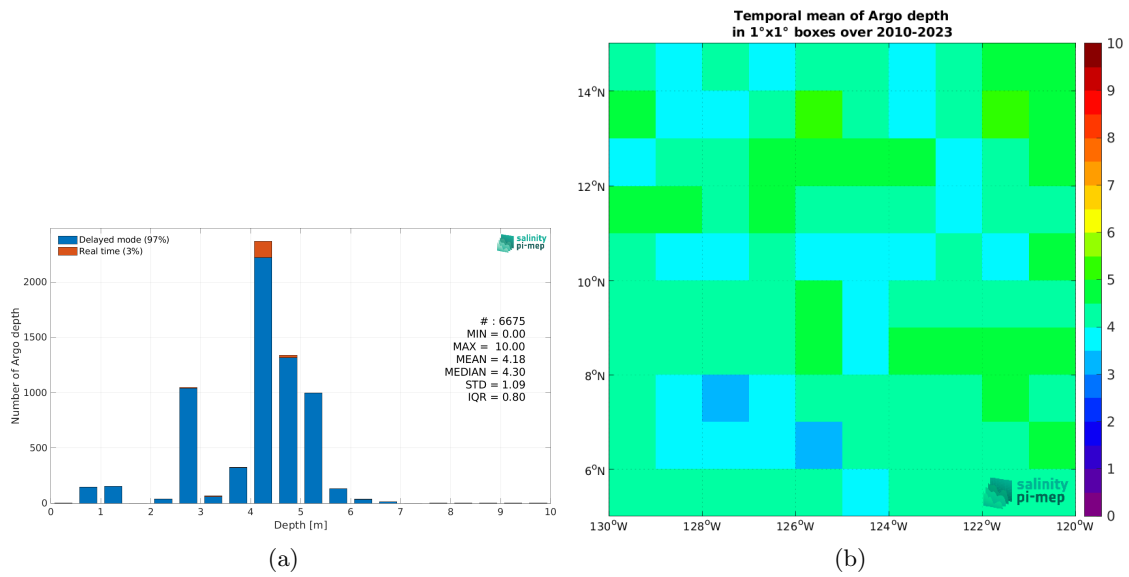 Delayed mode (97%)
Real time (3%)
salinity
pi-mep
# : 6675
MIN = 0.00
MAX = 10.00
MEAN = 4.18
MEDIAN = 4.30
STD = 1.09
IQR = 0.80
Number of Argo depth
2000
1500
1000
500
0
0 1 2 3 4 5 6 7 8 9 10
Depth [m]
(a)
Temporal mean of Argo depth
in 1°x1° boxes over 2010-2023
14°N
12°N
10°N
8°N
6°N
130°W 128°W 126°W 124°W 122°W 120°W
salinity
pi-mep
10
9
8
7
6
5
4
3
2
1
0
(b)